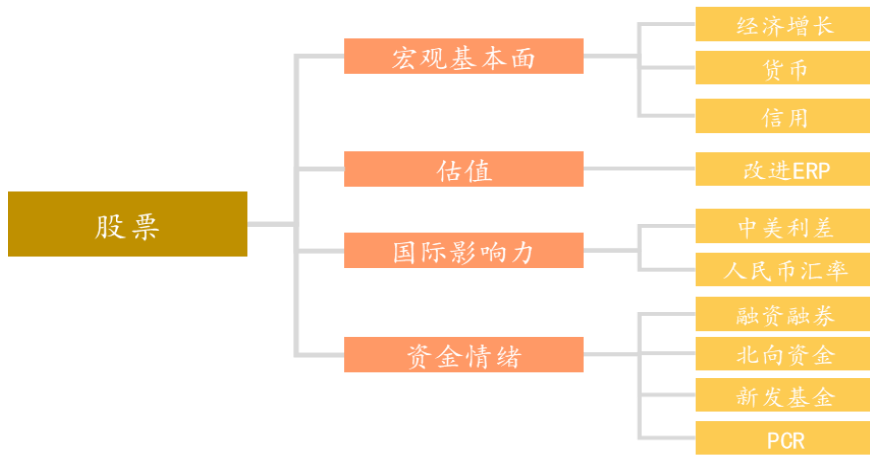 股票
宏观基本面
经济增长
货币
信用
估值
改进ERP
国际影响力
中美利差
人民币汇率
资金情绪
融资融券
北向资金
新发基金
PCR